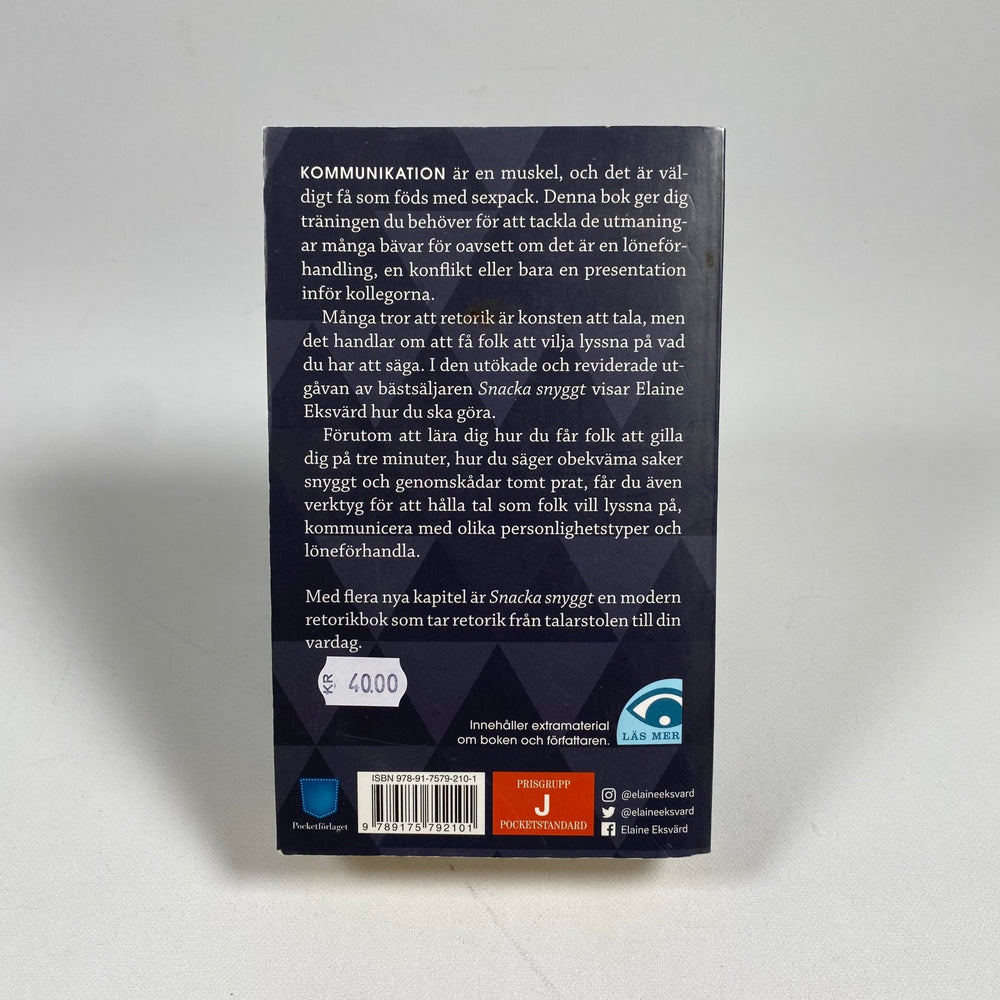 KOMMUNIKATION är en muskel, och det är väl-
digt få som föds med sexpack. Denna bok ger dig
träningen du behöver för att tackla de utmaning-
ar många bävar för oavsett om det är en löneför-
handling, en konflikt eller bara en presentation
inför kollegorna.
Många tror att retorik är konsten att tala, men
det handlar om att få folk att vilja lyssna på vad
du har att säga. I den utökade och reviderade ut-
gåvan av bästsäljaren Snacka snyggt visar Elaine
Eksvärd hur du ska göra.
Förutom att lära dig hur du får folk att gilla
dig på tre minuter, hur du säger obekväma saker
snyggt och genomskådar tomt prat, får du även
verktyg för att hålla tal som folk vill lyssna på,
kommunicera med olika personlighetstyper och
löneförhandla.
Med flera nya kapitel är Snacka snyggt en modern
retorikbok som tar retorik från talarstolen till din
vardag.
KR 40.00
Innehåller extramaterial
om boken och författaren.
LÄS MER
Pocketförlaget
ISBN 978-91-7579-210-1
9 789175 792101
PRISGRUPP
J
POCKETSTANDARD
@elaineeksvard
@elaineeksvard
Elaine Eksvärd